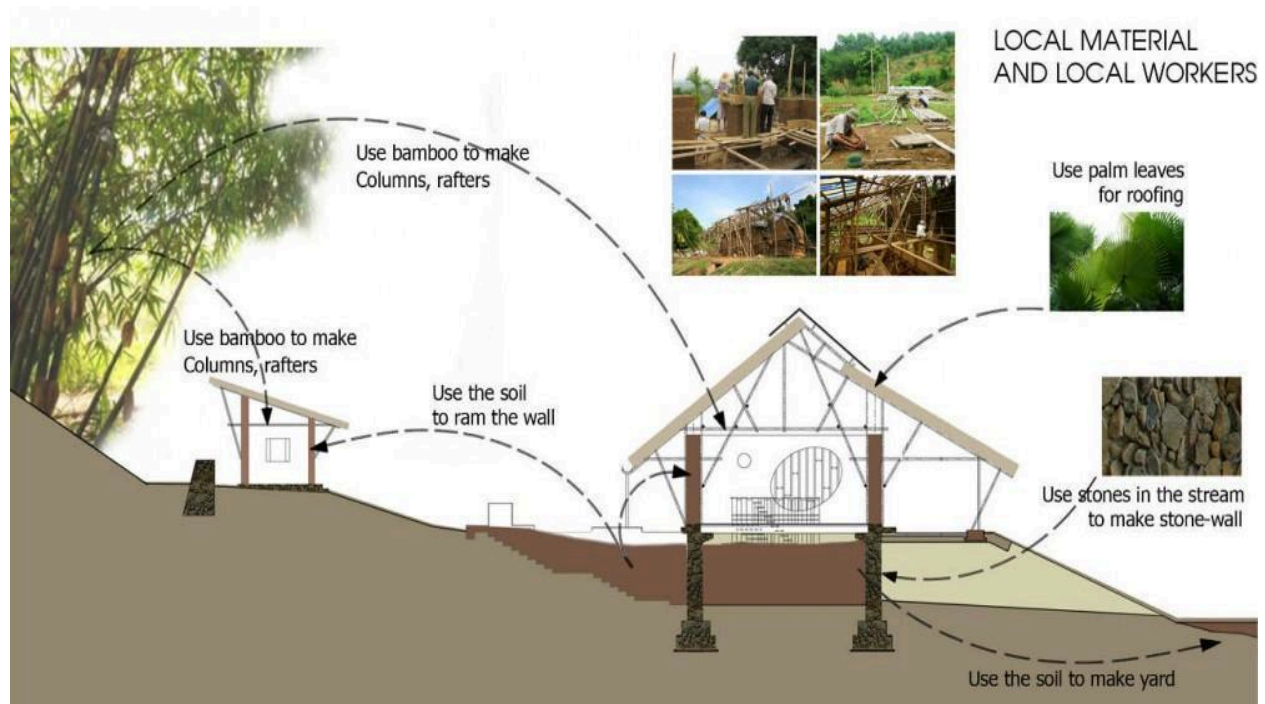 LOCAL MATERIAL
AND LOCAL WORKERS
Use bamboo to make
Columns, rafters
Use palm leaves
for roofing
Use bamboo to make
Columns, rafters
Use the soil
to ram the wall
Use stones in the stream
to make stone-wall
Use the soil to make yard